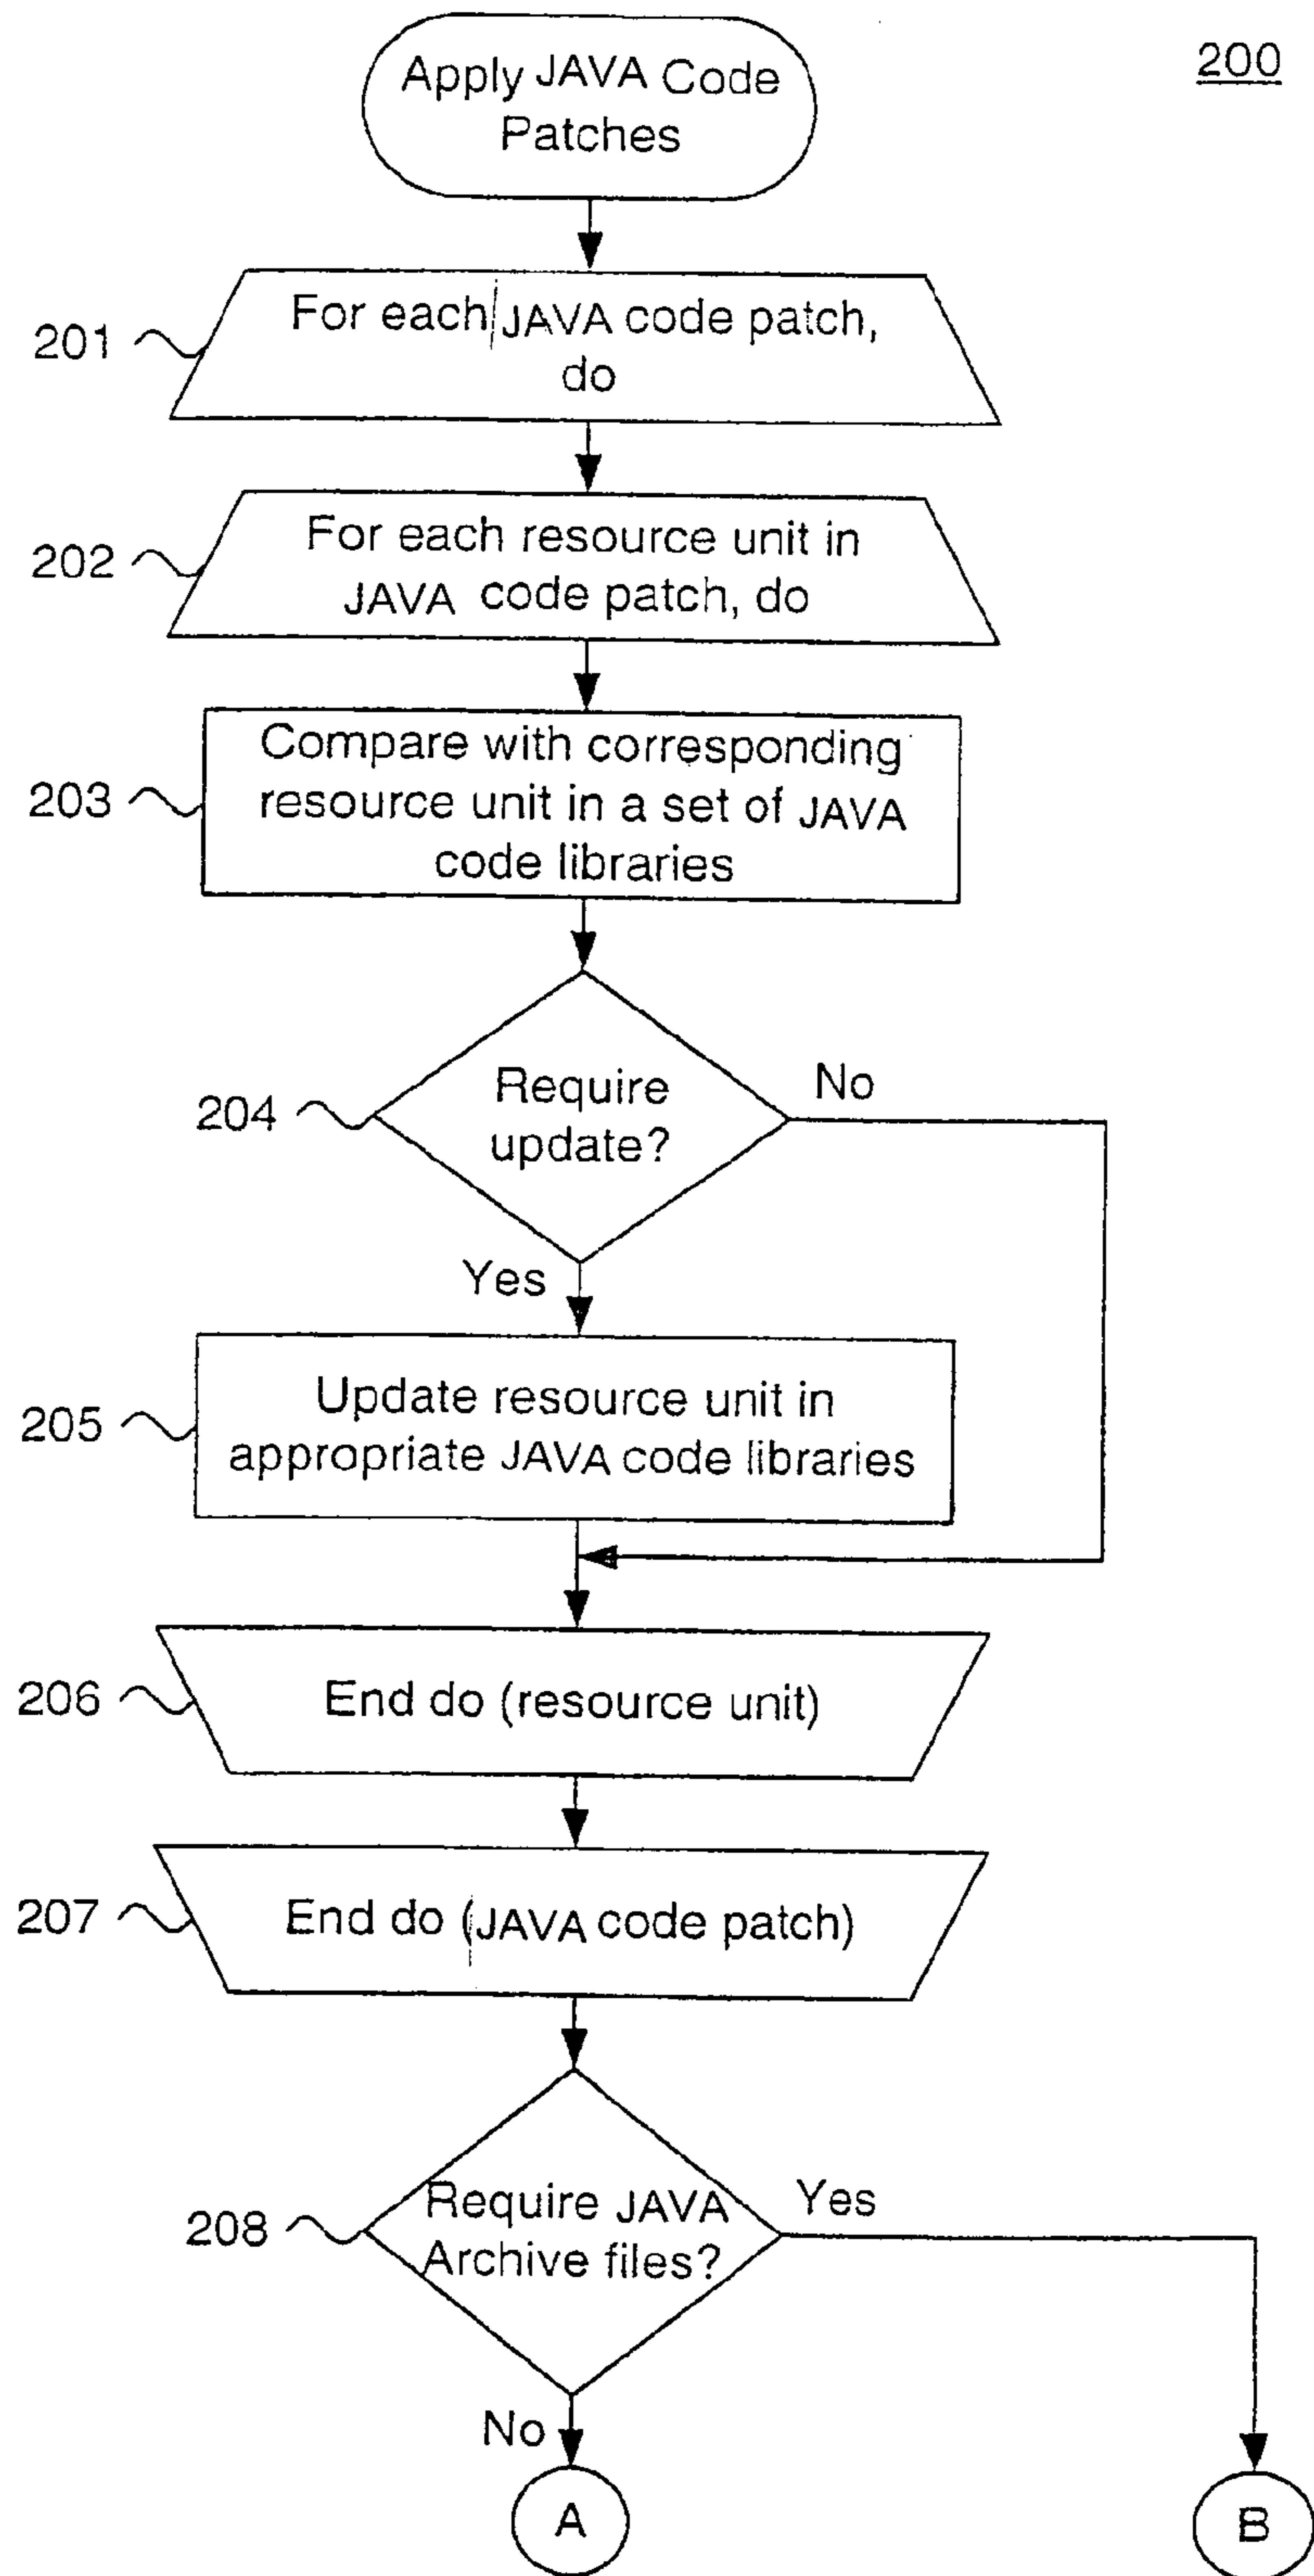 200
Apply JAVA Code
Patches
201
For each JAVA code patch,
do
202
For each resource unit in
JAVA code patch, do
203
Compare with corresponding
resource unit in a set of JAVA
code libraries
204
Require
update?
No
Yes
205
Update resource unit in
appropriate JAVA code libraries
206
End do (resource unit)
207
End do (JAVA code patch)
208
Require JAVA
Archive files?
Yes
No
A
B